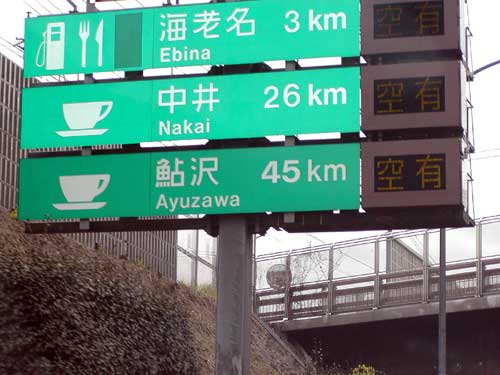 海老名 3 km 空有
Ebina
中井 26 km 空有
Nakai
鮎沢 45 km 空有
Ayuzawa